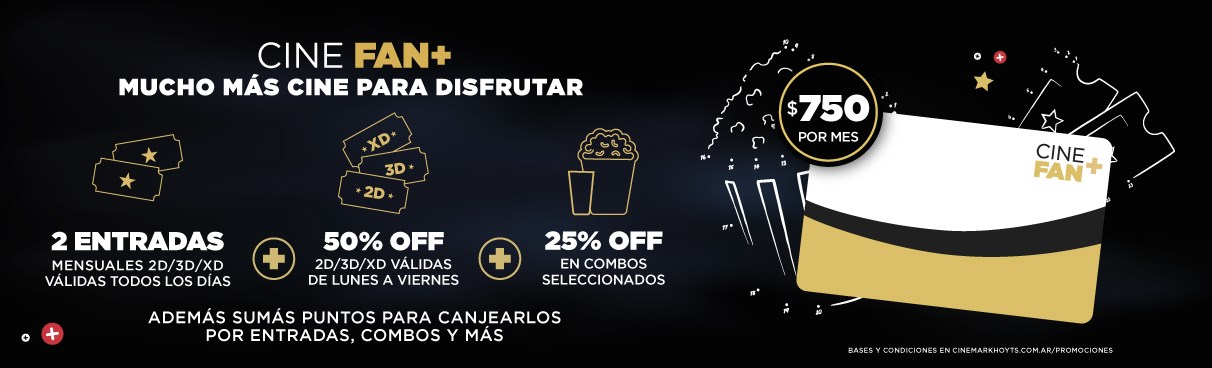 CINE FAN+
MUCHO MÁS CINE PARA DISFRUTAR
XD
3D
2D
2 ENTRADAS
MENSUALES 2D/3D/XD
VÁLIDAS TODOS LOS DÍAS
50% OFF
2D/3D/XD VÁLIDAS
DE LUNES A VIERNES
25% OFF
EN COMBOS
SELECCIONADOS
ADEMÁS SUMÁS PUNTOS PARA CANJEARLOS
POR ENTRADAS, COMBOS Y MÁS
$750
POR MES
CINE
FAN+
BASES Y CONDICIONES EN CINEMARKHOYTS.COM.AR/PROMOCIONES